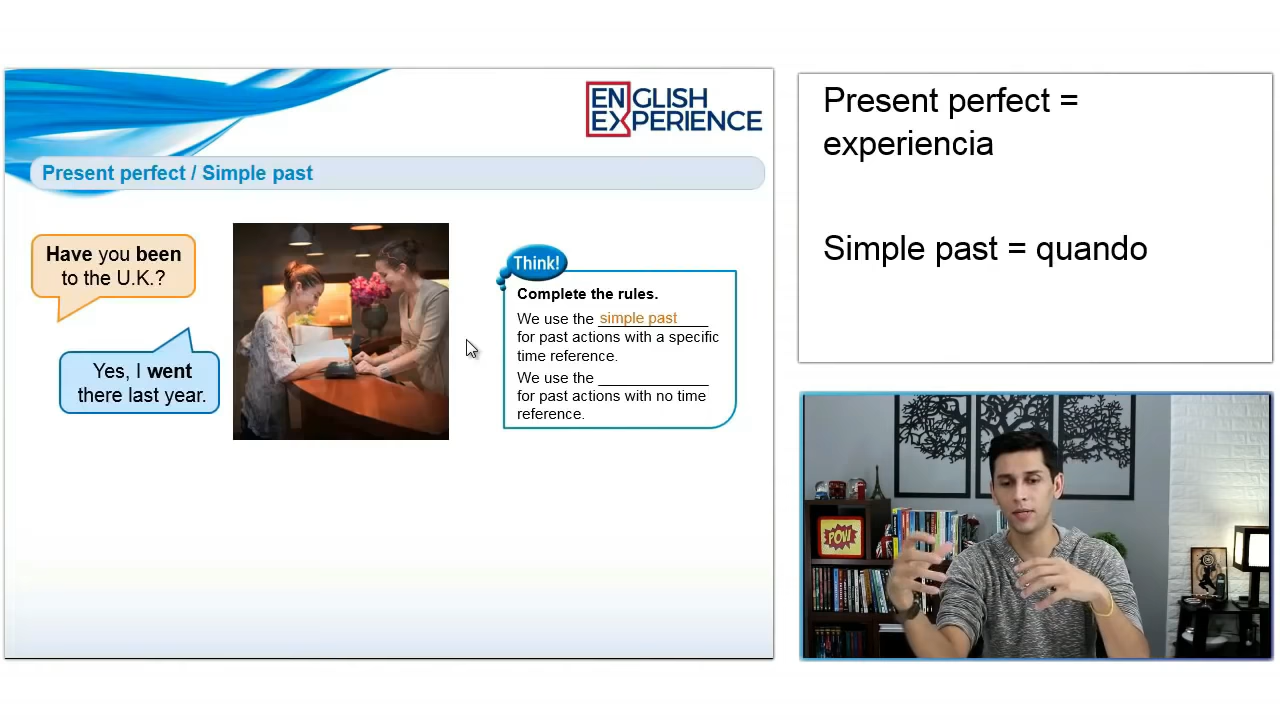 ENGLISH
EXPERIENCE
Present perfect / Simple past
Have you been
to the U.K.?
Yes, I went
there last year.
Think!
Complete the rules.
We use the simple past
for past actions with a specific
time reference.
We use the ______________
for past actions with no time
reference.
Present perfect =
experiencia
Simple past = quando
POW!